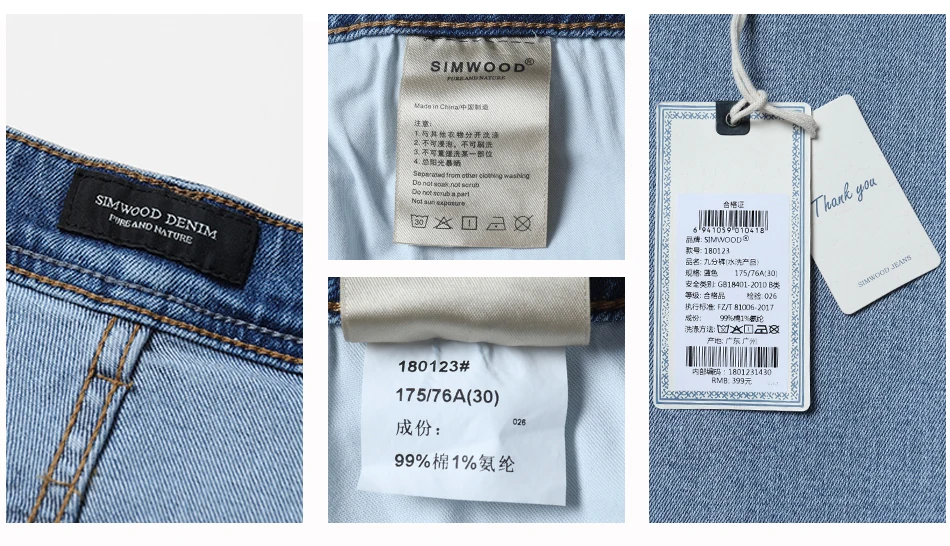 SIMWOOD DENIM
PURE AND NATURE
SIMWOOD®
PURE AND NATURE
Made in China/中国制造
注意:
1.与其他衣物分开洗涤
2.不可浸泡，不可刷洗
3.不可重搓洗某一部位
4.忽阳光暴晒
Separated from other clothing washing
Do not soak,not scrub
Do not scrub a part
Not sun exposure
30
180123#
175/76A(30)
成份: 026
99%棉1%氨纶
合格证
6 941059 010418
品牌: SIMWOOD®
款号: 180123
品名: 九分裤(水洗产品)
规格: 蓝色 175/76A(30)
安全类别: GB18401-2010 B类
等级: 合格品 检验: 026
执行标准: FZ/T 81006-2017
成份: 99%棉1%氨纶
洗涤方法:
产地: 广东 广州
内部编码: 1801231430
RMB: 399元
Thank you
SIMWOOD JEANS